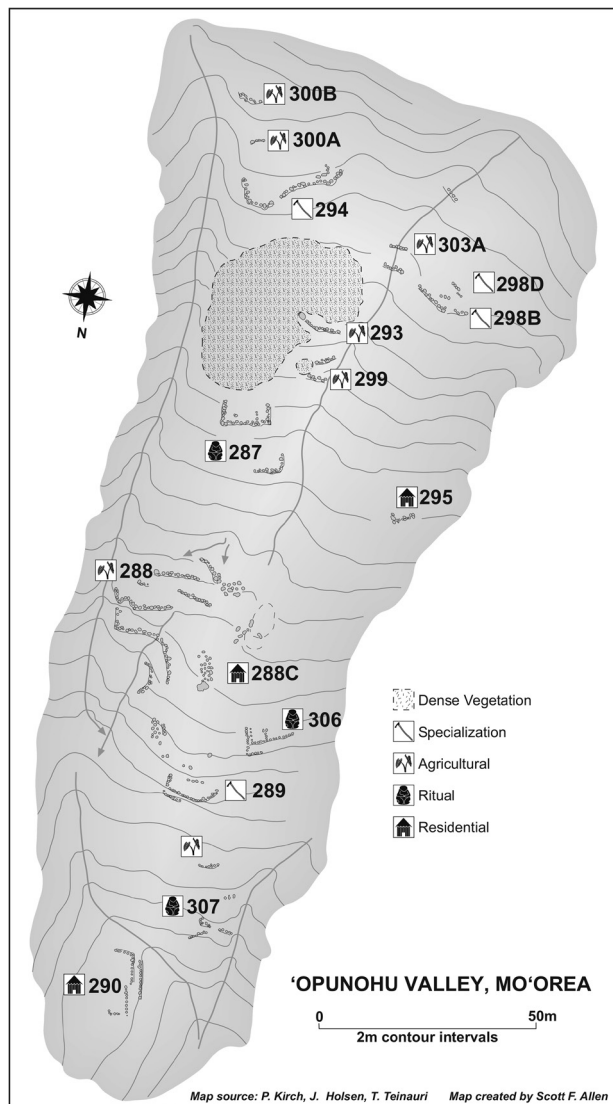 300B
300A
294
303A
298D
298B
293
299
287
295
N
288
288C
306
289
307
290
Dense Vegetation
Specialization
Agricultural
Ritual
Residential
‘OPUNOHU VALLEY, MO‘OREA
0 50m
2m contour intervals
Map source: P. Kirch, J. Holsen, T. Teinauri Map created by Scott F. Allen